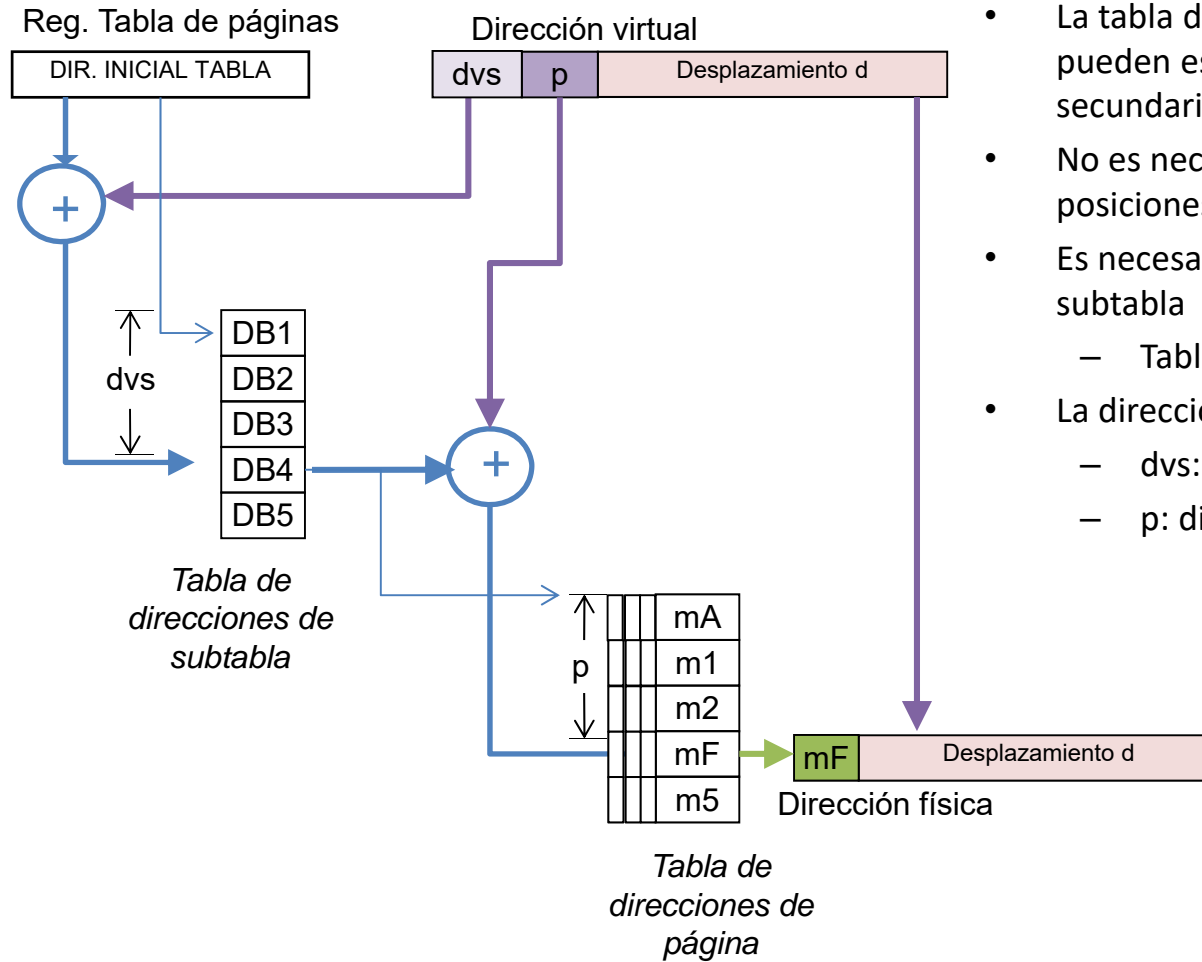 Reg. Tabla de páginas
DIR. INICIAL TABLA
Dirección virtual
dvs p Desplazamiento d
+
dvs
DB1
DB2
DB3
DB4
DB5
Tabla de
direcciones de
subtabla
+
p
mA
m1
m2
mF
m5
Tabla de
direcciones de
página
mF Desplazamiento d
Dirección física
• La tabla d
pueden es
secundari
• No es nec
posicione
• Es necesa
subtabla
– Tabl
• La direcci
– dvs:
– p: di